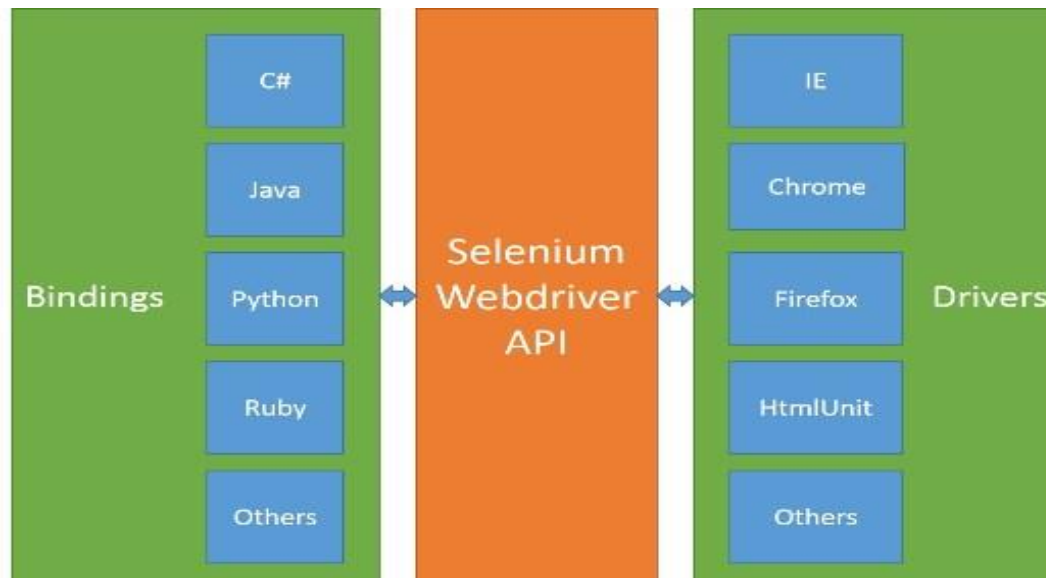 Bindings
C#
Java
Python
Ruby
Others
Selenium
Webdriver
API
IE
Chrome
Firefox
HtmlUnit
Others
Drivers